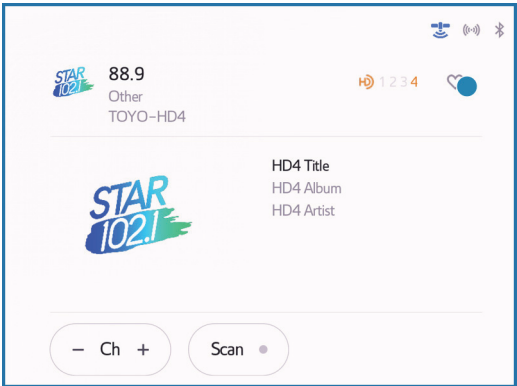 STAR
102.1
88.9
Other
TOYO-HD4
HD 1 2 3 4
STAR
102.1
HD4 Title
HD4 Album
HD4 Artist
− Ch +
Scan